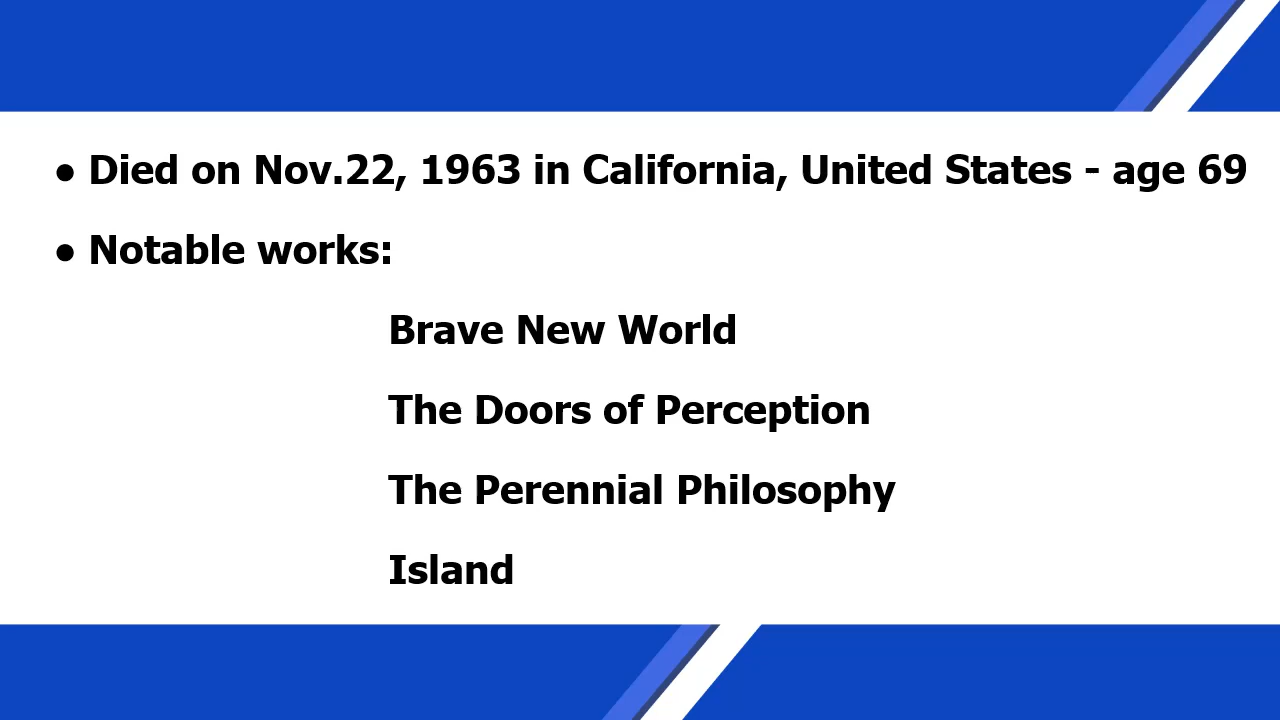 ● Died on Nov.22, 1963 in California, United States - age 69
● Notable works:
Brave New World
The Doors of Perception
The Perennial Philosophy
Island